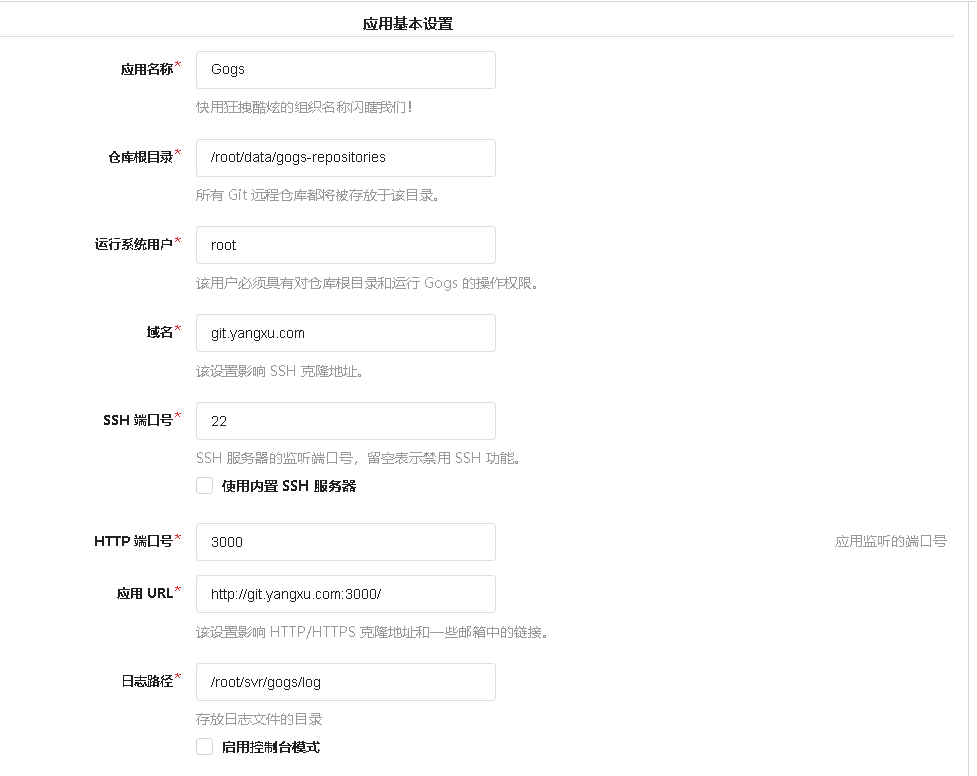 应用基本设置
应用名称*
Gogs
快用狂拽酷炫的组织名称闪瞎我们！
仓库根目录*
/root/data/gogs-repositories
所有 Git 远程仓库都将被存放于该目录。
运行系统用户*
root
该用户必须具有对仓库根目录和运行 Gogs 的操作权限。
域名*
git.yangxu.com
该设置影响 SSH 克隆地址。
SSH 端口号*
22
SSH 服务器的监听端口号，留空表示禁用 SSH 功能。
使用内置 SSH 服务器
HTTP 端口号*
3000
应用监听的端口号
应用 URL*
http://git.yangxu.com:3000/
该设置影响 HTTP/HTTPS 克隆地址和一些邮箱中的链接。
日志路径*
/root/svr/gogs/log
存放日志文件的目录
启用控制台模式